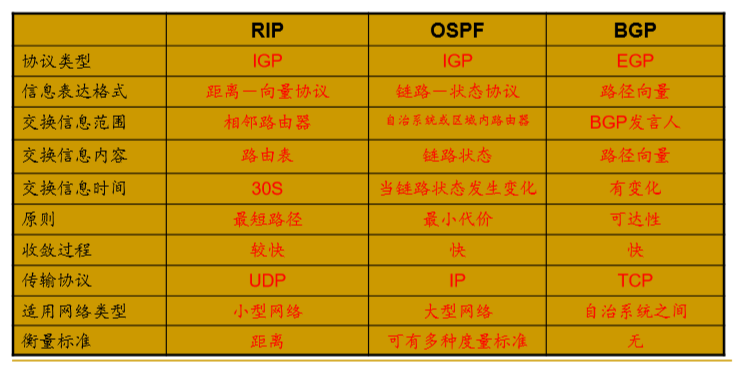 RIP OSPF BGP
协议类型 IGP IGP EGP
信息表达格式 距离－向量协议 链路－状态协议 路径向量
交换信息范围 相邻路由器 自治系统或区域内路由器 BGP发言人
交换信息内容 路由表 链路状态 路径向量
交换信息时间 30S 当链路状态发生变化 有变化
原则 最短路径 最小代价 可达性
收敛过程 较快 快 快
传输协议 UDP IP TCP
适用网络类型 小型网络 大型网络 自治系统之间
衡量标准 距离 可有多种度量标准 无